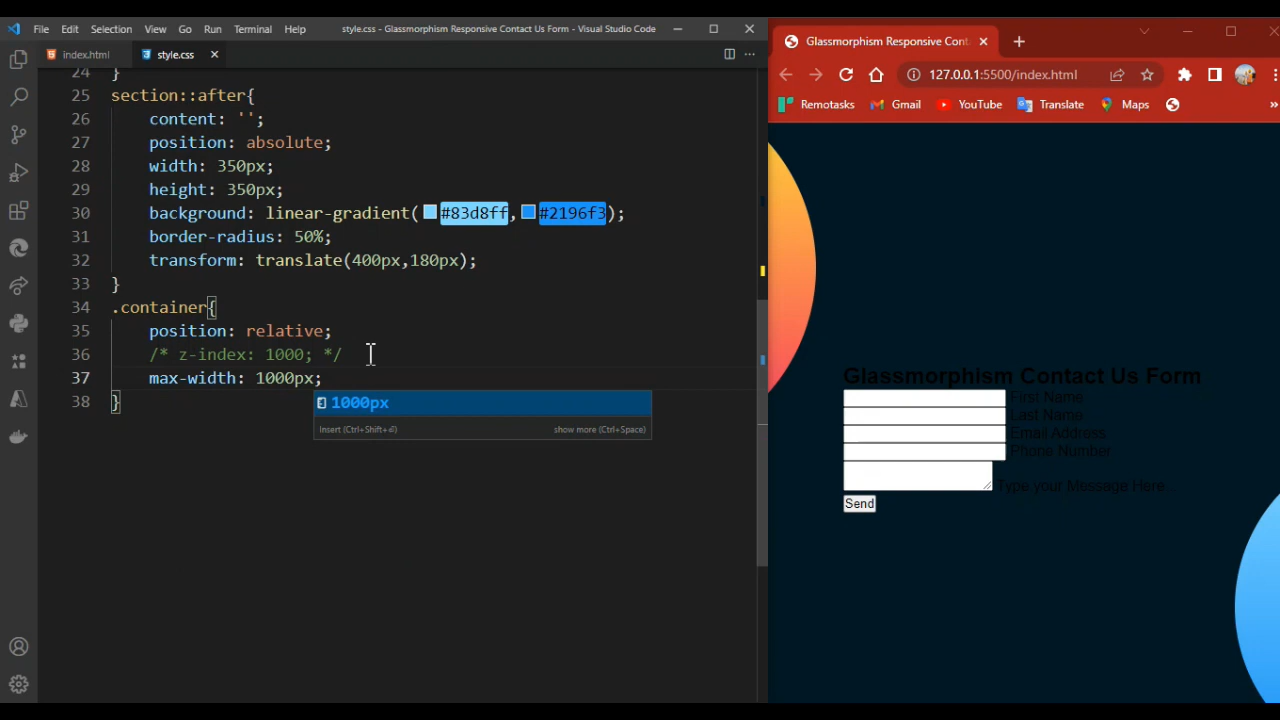 File Edit Selection View Go Run Terminal Help style.css - Glassmorphism Responsive Contact Us Form - Visual Studio Code
index.html style.css
24 }
25 section::after{
26 content: '';
27 position: absolute;
28 width: 350px;
29 height: 350px;
30 background: linear-gradient(#83d8ff,#2196f3);
31 border-radius: 50%;
32 transform: translate(400px,180px);
33 }
34 .container{
35 position: relative;
36 /* z-index: 1000; */
37 max-width: 1000px;
38 }
1000px
Insert (Ctrl+Shift+⏎) show more (Ctrl+Space)
Glassmorphism Responsive Cont
127.0.0.1:5500/index.html
Remotasks Gmail YouTube Translate Maps »
Glassmorphism Contact Us Form
First Name
Last Name
Email Address
Phone Number
Type your Message Here...
Send